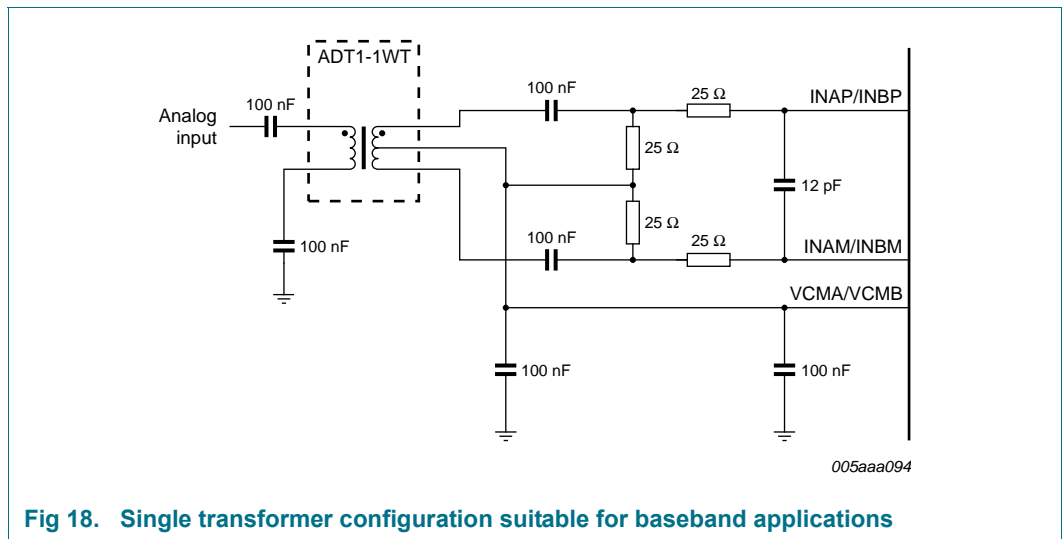 ADT1-1WT
100 nF
Analog
input
100 nF
100 nF
25 Ω
INAP/INBP
25 Ω
12 pF
25 Ω
100 nF
25 Ω
INAM/INBM
VCMA/VCMB
100 nF
100 nF
005aaa094
Fig 18. Single transformer configuration suitable for baseband applications